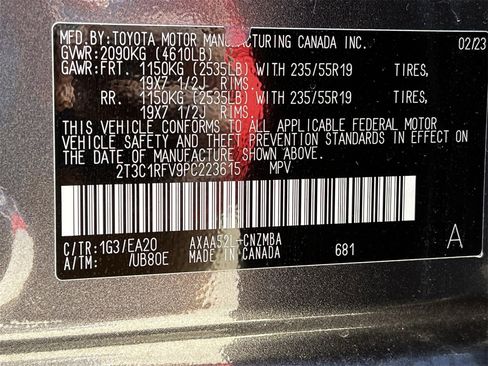 MFD. BY: TOYOTA MOTOR MANUFACTURING CANADA INC. 02/23
GVWR: 2090KG (4610LB)
GAWR: FRT. 1150KG (2535LB) WITH 235/55R19 TIRES,
19X7 1/2J RIMS.
RR. 1150KG (2535LB) WITH 235/55R19 TIRES,
19X7 1/2J RIMS.
THIS VEHICLE CONFORMS TO ALL APPLICABLE FEDERAL MOTOR
VEHICLE SAFETY AND THEFT PREVENTION STANDARDS IN EFFECT ON
THE DATE OF MANUFACTURE SHOWN ABOVE.
2T3C1RFV9PC223615 MPV
C/TR: 1G3/EA20 AXAA52L-CNZMBA
A/TM: /UB80E MADE IN CANADA 681 A